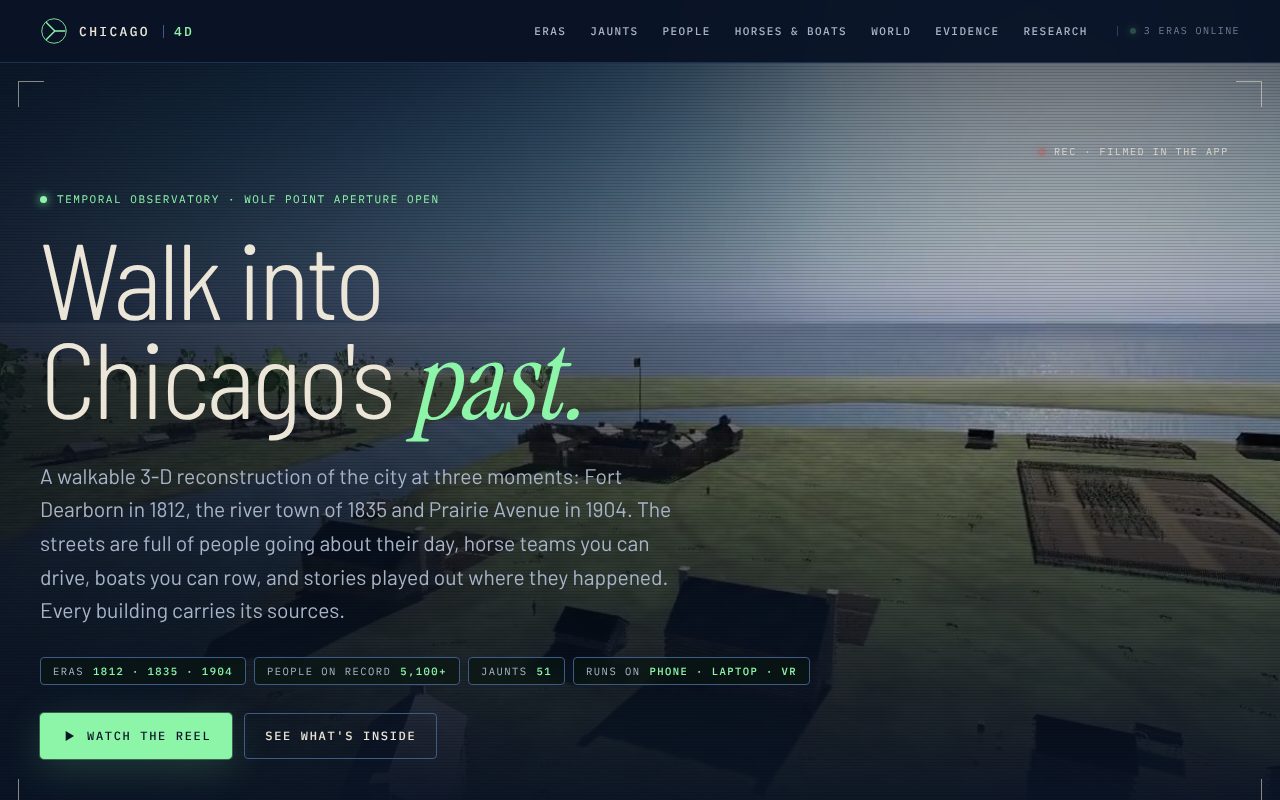 CHICAGO | 4D
ERAS JAUNTS PEOPLE HORSES & BOATS WORLD EVIDENCE RESEARCH
3 ERAS ONLINE
REC · FILMED IN THE APP
TEMPORAL OBSERVATORY · WOLF POINT APERTURE OPEN
Walk into
Chicago's past.
A walkable 3-D reconstruction of the city at three moments: Fort
Dearborn in 1812, the river town of 1835 and Prairie Avenue in 1904. The
streets are full of people going about their day, horse teams you can
drive, boats you can row, and stories played out where they happened.
Every building carries its sources.
ERAS 1812 · 1835 · 1904
PEOPLE ON RECORD 5,100+
JAUNTS 51
RUNS ON PHONE · LAPTOP · VR
WATCH THE REEL
SEE WHAT'S INSIDE